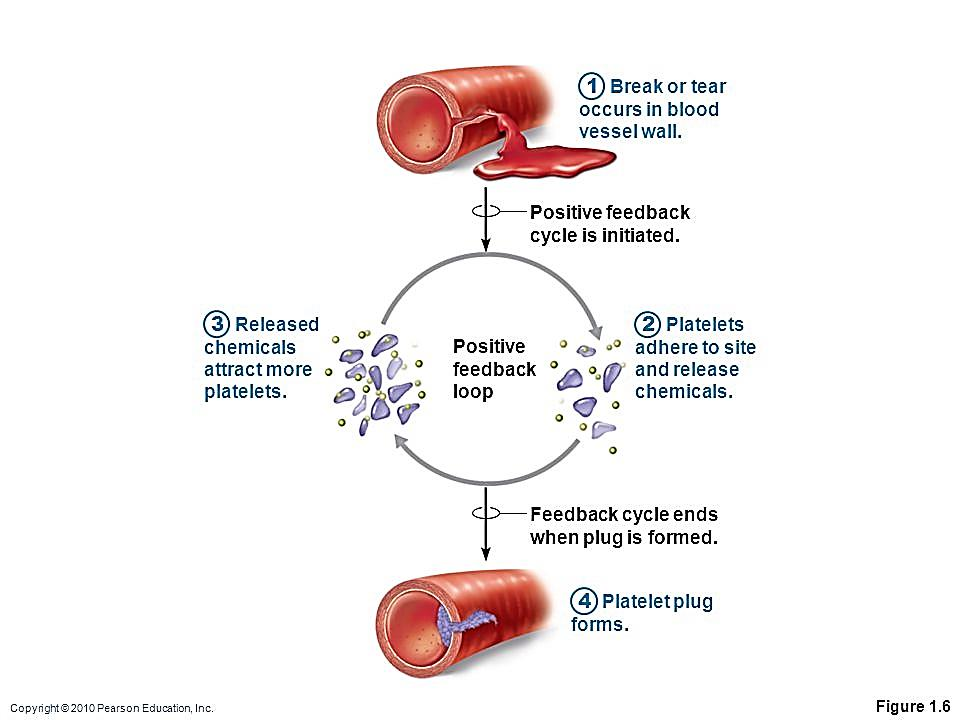 1 Break or tear
occurs in blood
vessel wall.
Positive feedback
cycle is initiated.
3 Released
chemicals
attract more
platelets.
Positive
feedback
loop
2 Platelets
adhere to site
and release
chemicals.
Feedback cycle ends
when plug is formed.
4 Platelet plug
forms.
Copyright © 2010 Pearson Education, Inc.
Figure 1.6